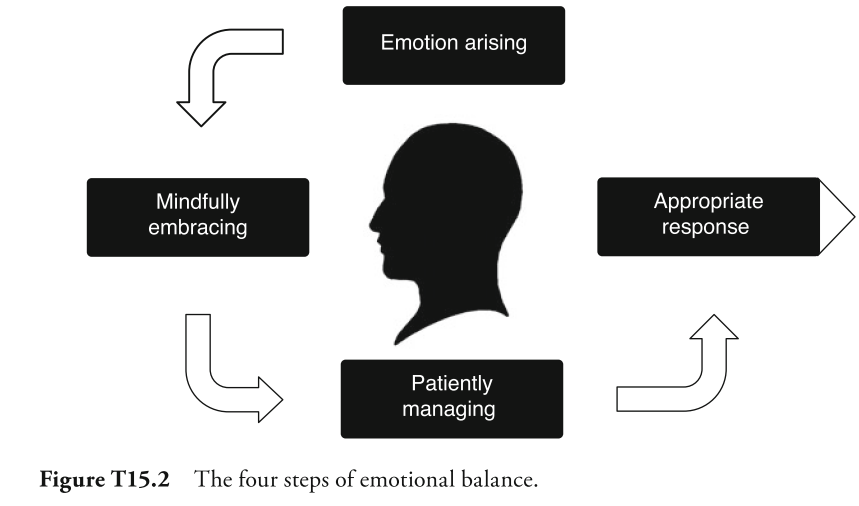 Emotion arising
Mindfully
embracing
Appropriate
response
Patiently
managing
Figure T15.2 The four steps of emotional balance.